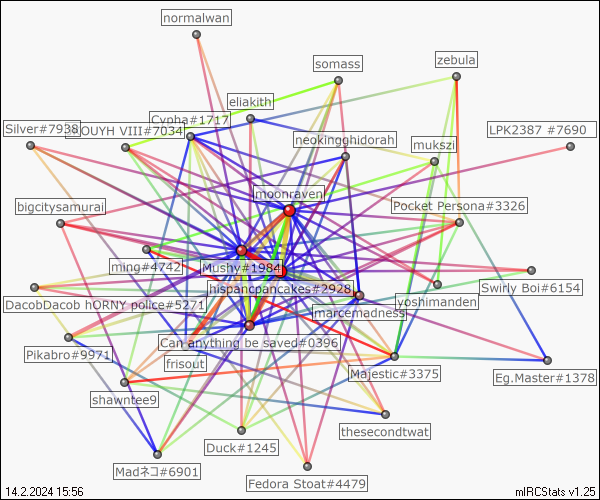 normalwan
zebula
somass
eliakith
Cypha#1717
LPK2387 #7690
Silver#7938
OUYH VIII#7034
neokingghidorah
mukszi
moonraven
bigcitysamurai
Pocket Persona#3326
ming#4742
Mushy#1984
hispancpancakes#2928
Swirly Boi#6154
DacobDacob hORNY police#5271
yoshimanden
marcemadness
Can anything be saved#0396
Pikabro#9971
frisout
Majestic#3375
Eg.Master#1378
shawntee9
thesecondtwat
Duck#1245
Madネコ#6901
Fedora Stoat#4479
14.2.2024 15:56
mIRCStats v1.25